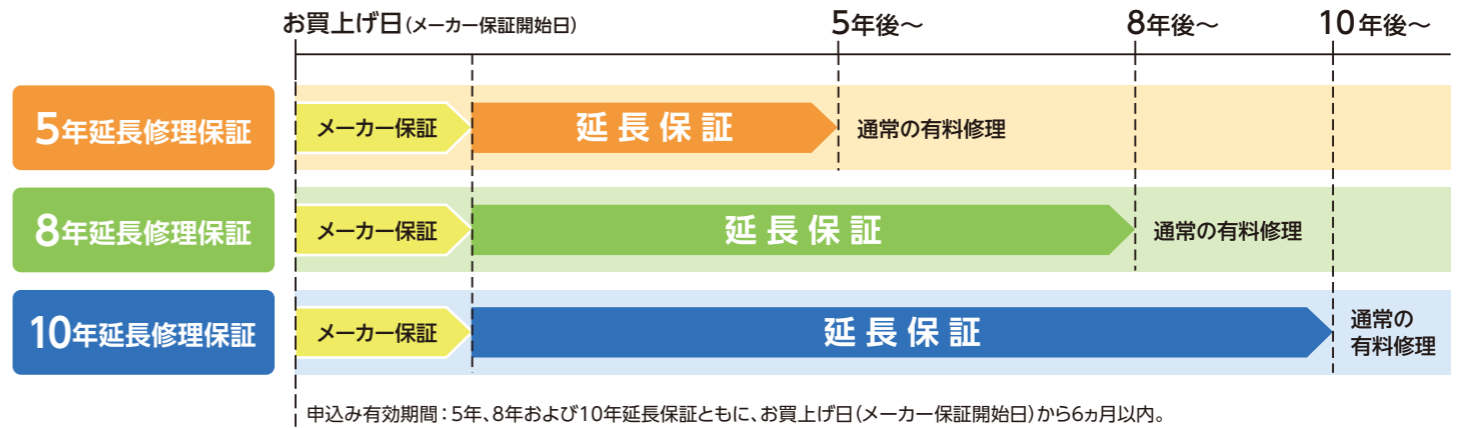 お買上げ日(メーカー保証開始日) 5年後～ 8年後～ 10年後～
5年延長修理保証 メーカー保証 延長保証 通常の有料修理
8年延長修理保証 メーカー保証 延長保証 通常の有料修理
10年延長修理保証 メーカー保証 延長保証 通常の
有料修理
申込み有効期間：5年、8年および10年延長保証ともに、お買上げ日(メーカー保証開始日)から6ヵ月以内。